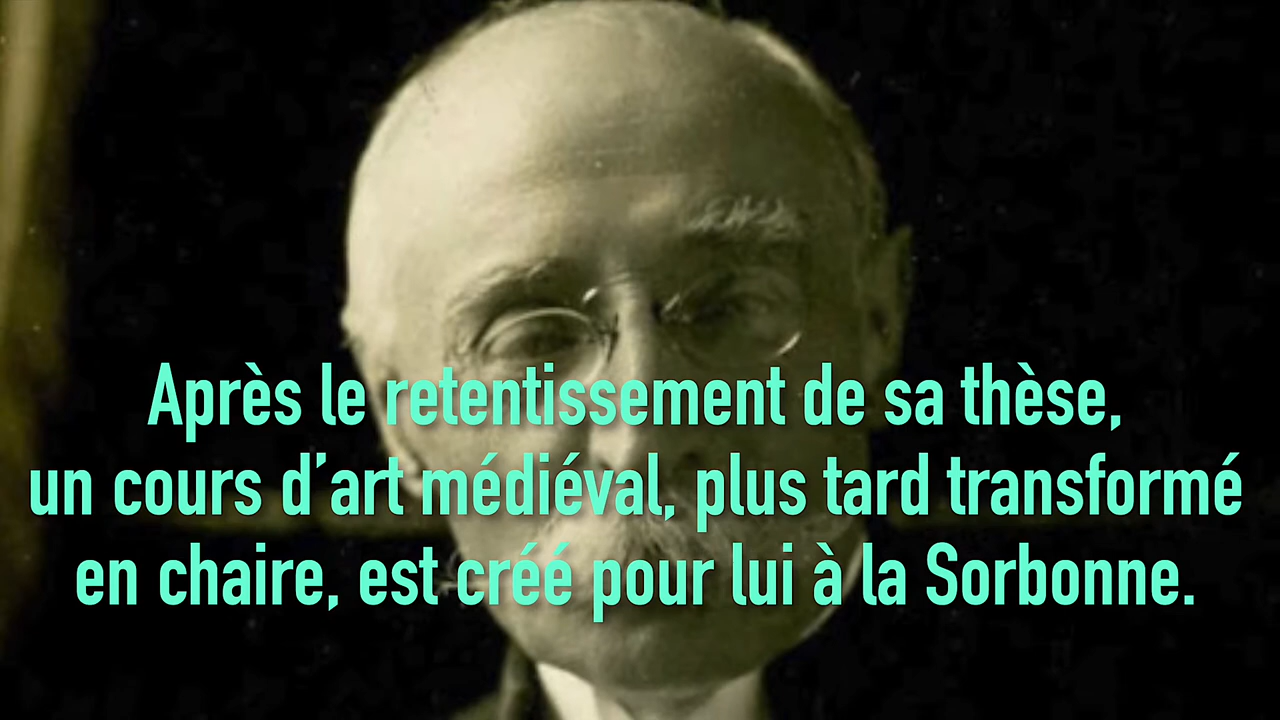 Après le retentissement de sa thèse,
un cours d’art médiéval, plus tard transformé
en chaire, est créé pour lui à la Sorbonne.